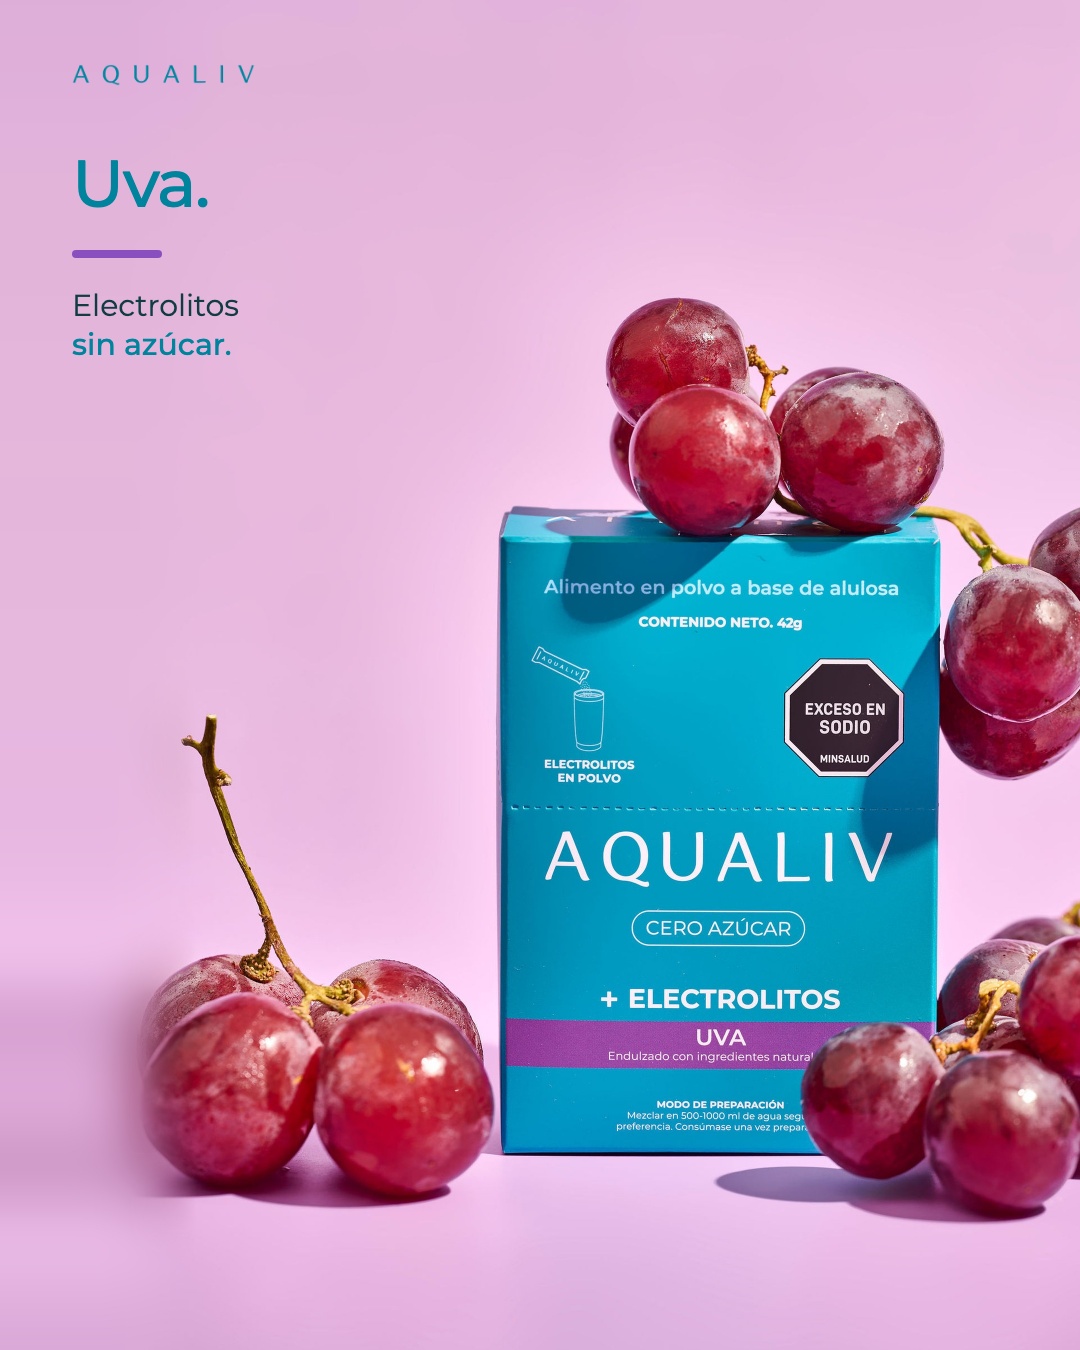 AQUALIV
Uva.
Electrolitos
sin azúcar.
Alimento en polvo a base de alulosa
CONTENIDO NETO. 42g
AQUALIV
EXCESO EN
SODIO
MINSALUD
ELECTROLITOS
EN POLVO
AQUALIV
CERO AZÚCAR
+ ELECTROLITOS
UVA
Endulzado con ingredientes natural
MODO DE PREPARACIÓN
Mezclar en 500-1000 ml de agua
preferencia. Consúmase una vez